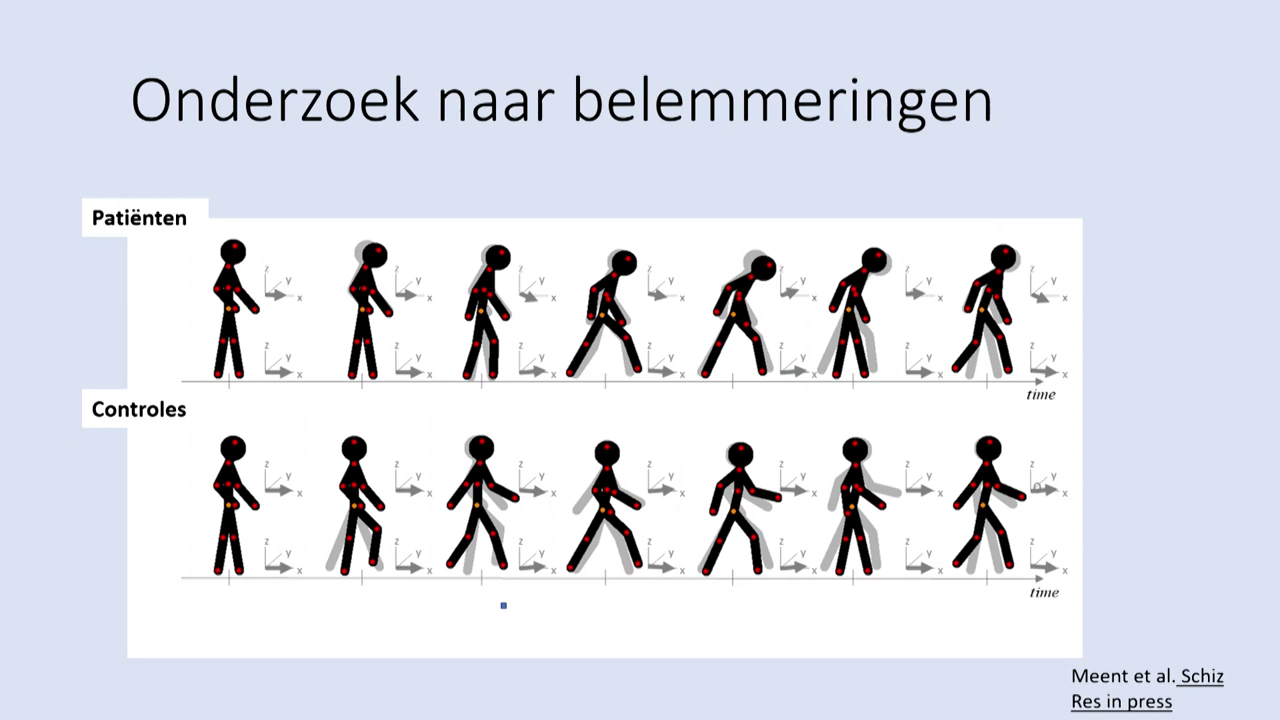 Onderzoek naar belemmeringen
Patiënten
z y x z y x z y x z y x z y x z y x z y x
z y x z y x z y x z y x z y x z y x z y x
time
Controles
z y x z y x z y x z y x z y x z y x z y x
z y x z y x z y x z y x z y x z y x z y x
time
Meent et al. Schiz
Res in press